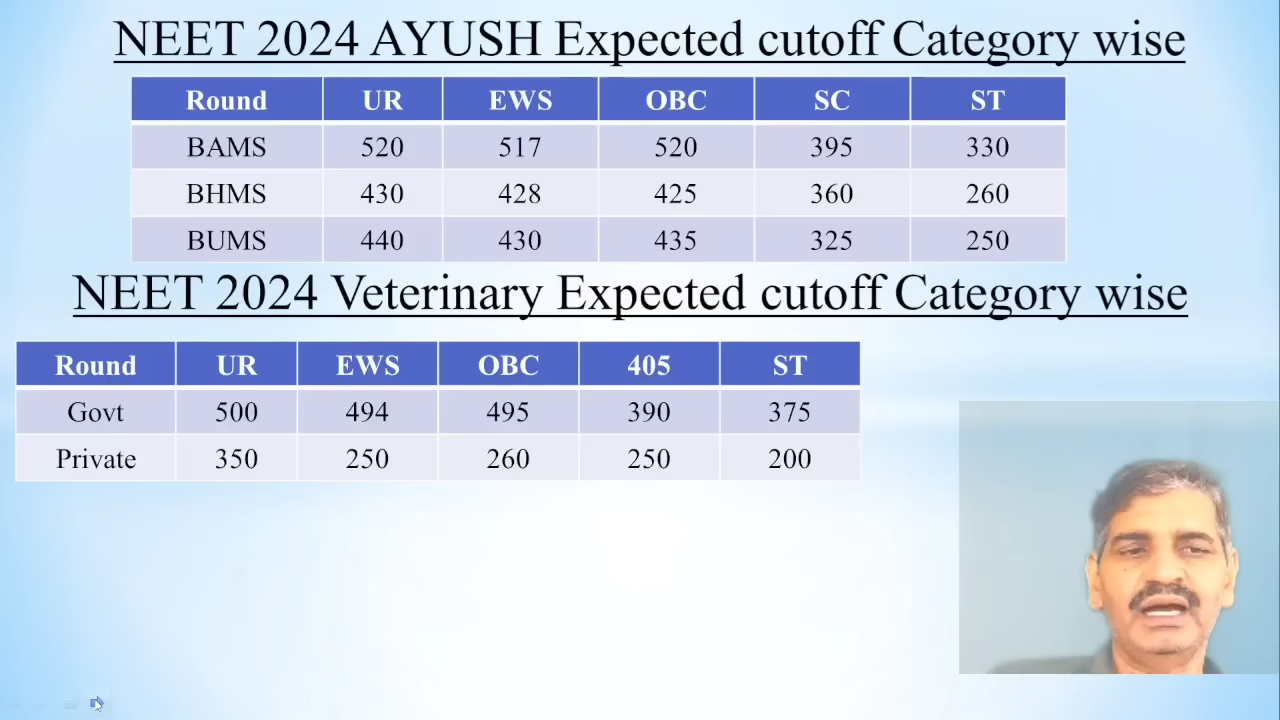 NEET 2024 AYUSH Expected cutoff Category wise
Round UR EWS OBC SC ST
BAMS 520 517 520 395 330
BHMS 430 428 425 360 260
BUMS 440 430 435 325 250
NEET 2024 Veterinary Expected cutoff Category wise
Round UR EWS OBC 405 ST
Govt 500 494 495 390 375
Private 350 250 260 250 200